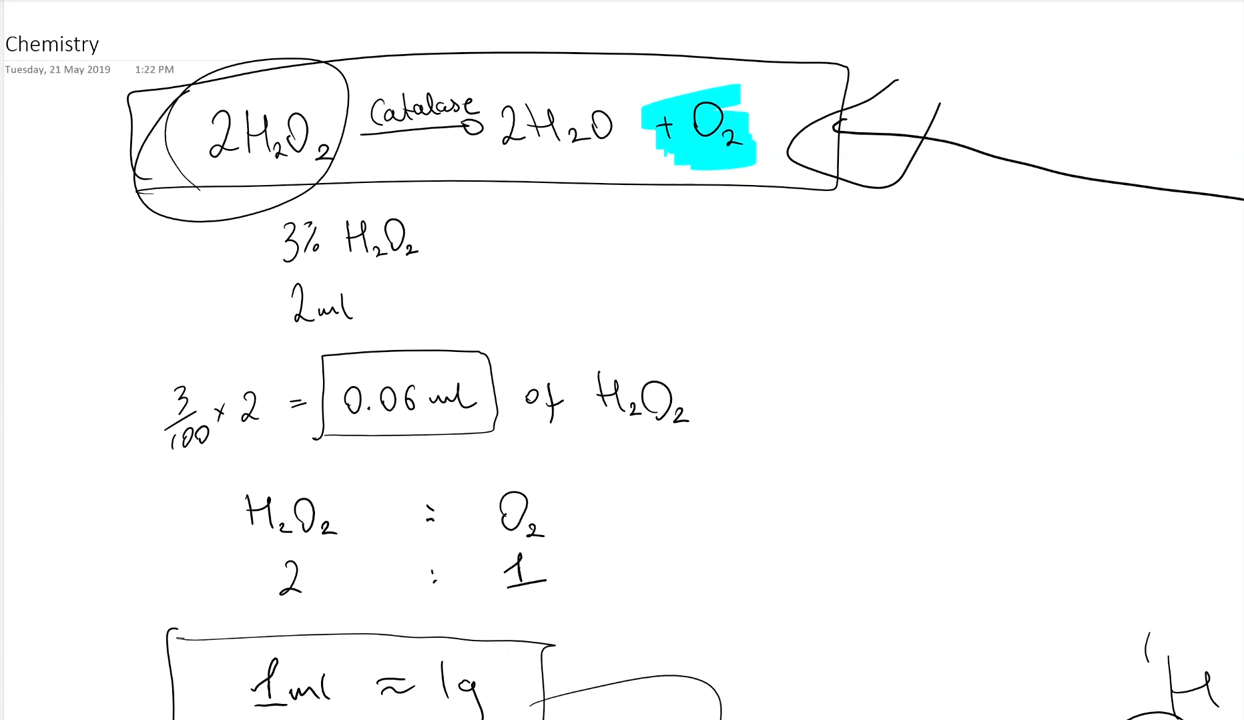 Chemistry
Tuesday, 21 May 2019 1:22 PM
2H₂O₂ Catalase → 2H₂O + O₂
3% H₂O₂
2ml
3/100 × 2 = 0.06 ml of H₂O₂
H₂O₂ : O₂
2 : 1
1ml ≈ 1g
H